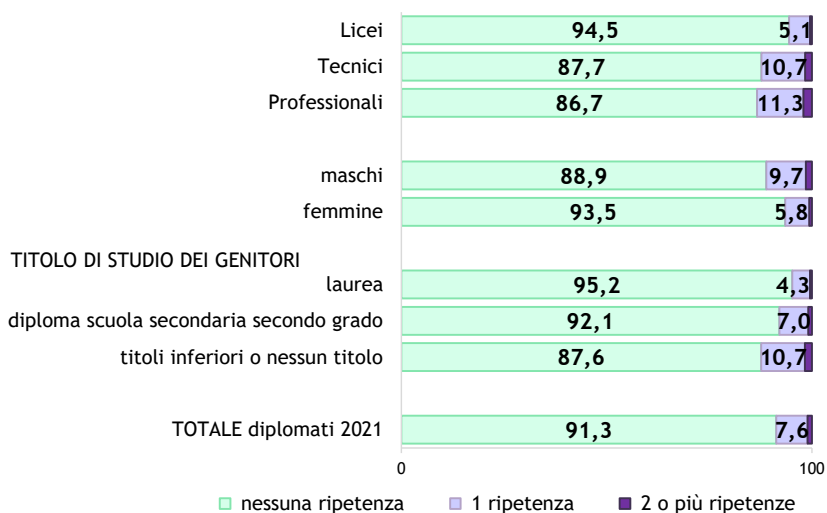 Licei 94,5 5,1
Tecnici 87,7 10,7
Professionali 86,7 11,3
maschi 88,9 9,7
femmine 93,5 5,8
TITOLO DI STUDIO DEI GENITORI
laurea 95,2 4,3
diploma scuola secondaria secondo grado 92,1 7,0
titoli inferiori o nessun titolo 87,6 10,7
TOTALE diplomati 2021 91,3 7,6
0 100
nessuna ripetenza 1 ripetenza 2 o più ripetenze